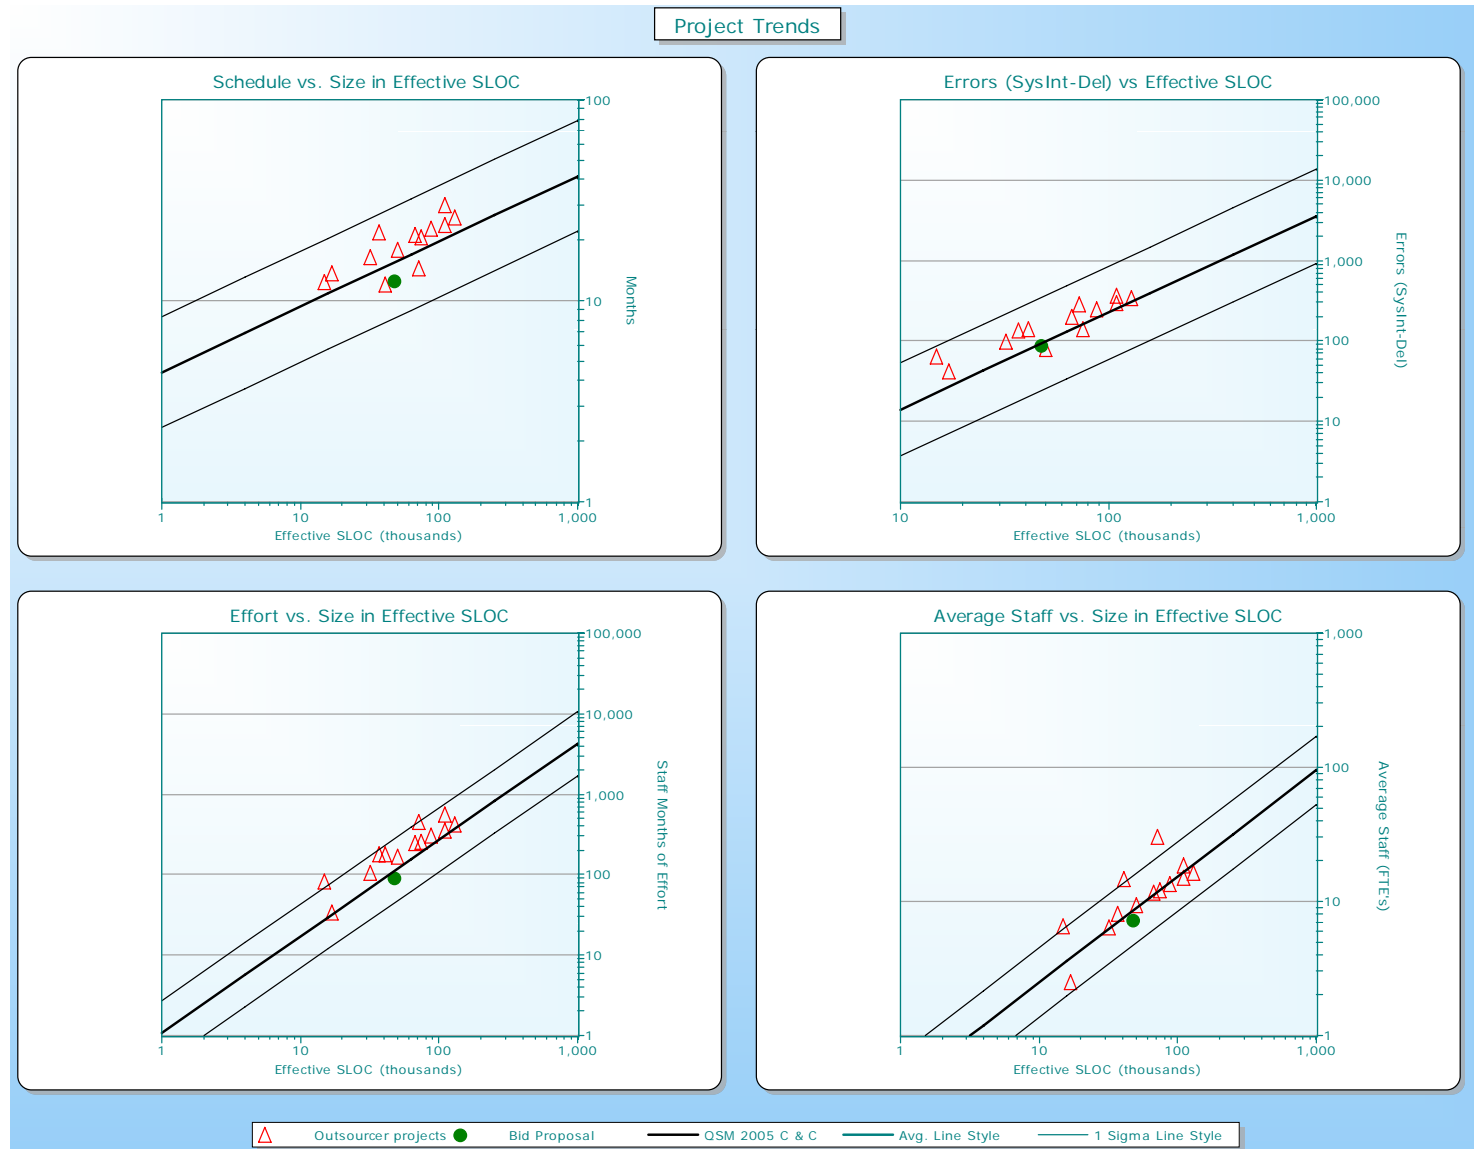 Project Trends
Schedule vs. Size in Effective SLOC
100
10
1
Months
1 10 100 1,000
Effective SLOC (thousands)
Errors (SysInt-Del) vs Effective SLOC
100,000
10,000
1,000
100
10
1
Errors (SysInt-Del)
10 100 1,000
Effective SLOC (thousands)
Effort vs. Size in Effective SLOC
100,000
10,000
1,000
100
10
1
Staff Months of Effort
1 10 100 1,000
Effective SLOC (thousands)
Average Staff vs. Size in Effective SLOC
1,000
100
10
1
Average Staff (FTE's)
1 10 100 1,000
Effective SLOC (thousands)
Outsourcer projects Bid Proposal QSM 2005 C & C Avg. Line Style 1 Sigma Line Style